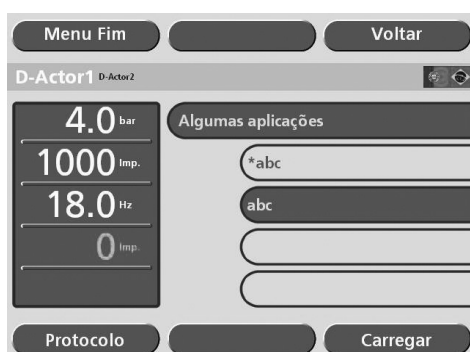 Menu Fim
Voltar
D-Actor1 D-Actor2
4.0 bar
Algumas aplicações
1000 Imp.
*abc
18.0 Hz
abc
0 Imp.
Protocolo
Carregar